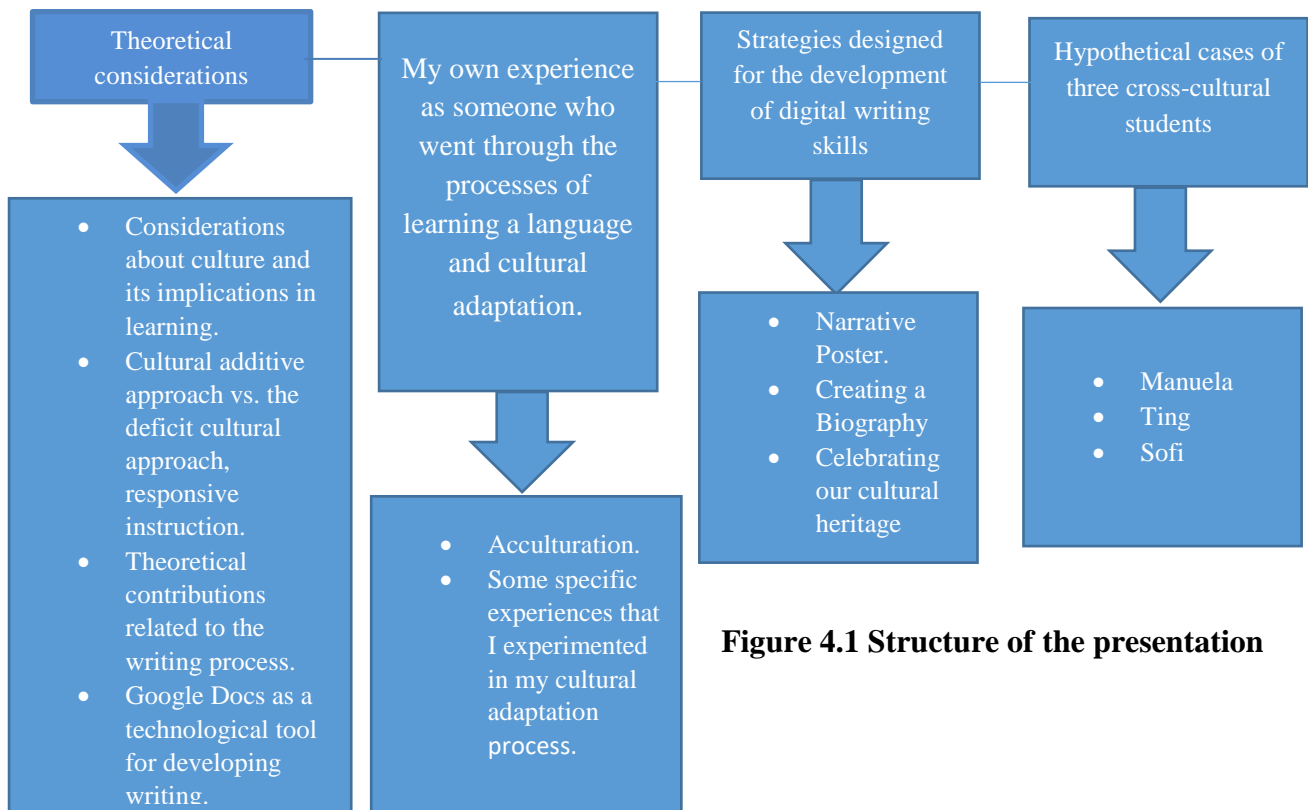 Theoretical
considerations
My own experience
as someone who
went through the
processes of
learning a language
and cultural
adaptation.
Strategies designed
for the development
of digital writing
skills
Hypothetical cases of
three cross-cultural
students
• Considerations
about culture and
its implications in
learning.
• Cultural additive
approach vs. the
deficit cultural
approach,
responsive
instruction.
• Theoretical
contributions
related to the
writing process.
• Google Docs as a
technological tool
for developing
writing.
• Acculturation.
• Some specific
experiences that
I experimented
in my cultural
adaptation
process.
• Narrative
Poster.
• Creating a
Biography
• Celebrating
our cultural
heritage
• Manuela
• Ting
• Sofi
Figure 4.1 Structure of the presentation